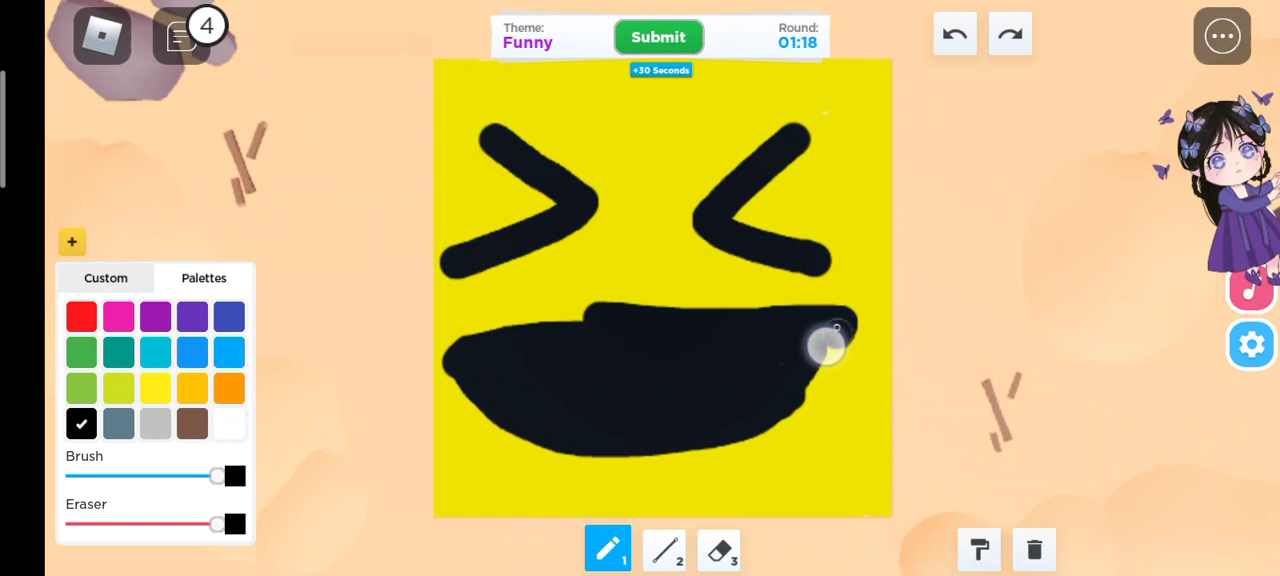 4
Theme:
Funny
Submit
Round:
01:18
+30 Seconds
+
Custom
Palettes
Brush
Eraser
1
2
3